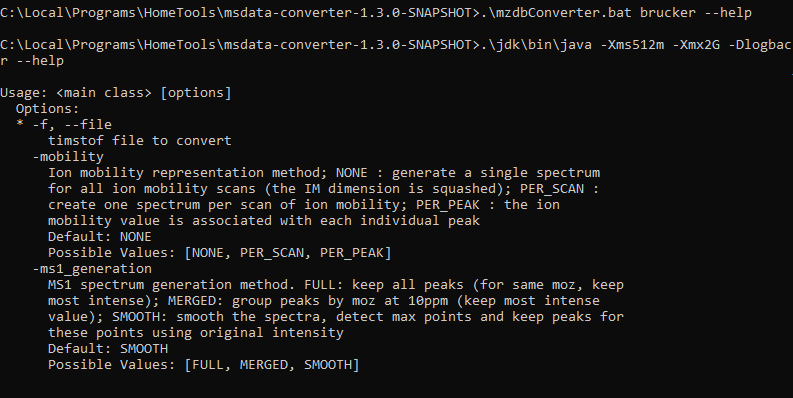 C:\Local\Programs\HomeTools\msdata-converter-1.3.0-SNAPSHOT>.\mzdbConverter.bat brucker --help
C:\Local\Programs\HomeTools\msdata-converter-1.3.0-SNAPSHOT>.\jdk\bin\java -Xms512m -Xmx2G -Dlogbac
r --help
Usage: <main class> [options]
Options:
* -f, --file
timstof file to convert
-mobility
Ion mobility representation method; NONE : generate a single spectrum
for all ion mobility scans (the IM dimension is squashed); PER_SCAN :
create one spectrum per scan of ion mobility; PER_PEAK : the ion
mobility value is associated with each individual peak
Default: NONE
Possible Values: [NONE, PER_SCAN, PER_PEAK]
-ms1_generation
MS1 spectrum generation method. FULL: keep all peaks (for same moz, keep
most intense); MERGED: group peaks by moz at 10ppm (keep most intense
value); SMOOTH: smooth the spectra, detect max points and keep peaks for
these points using original intensity
Default: SMOOTH
Possible Values: [FULL, MERGED, SMOOTH]